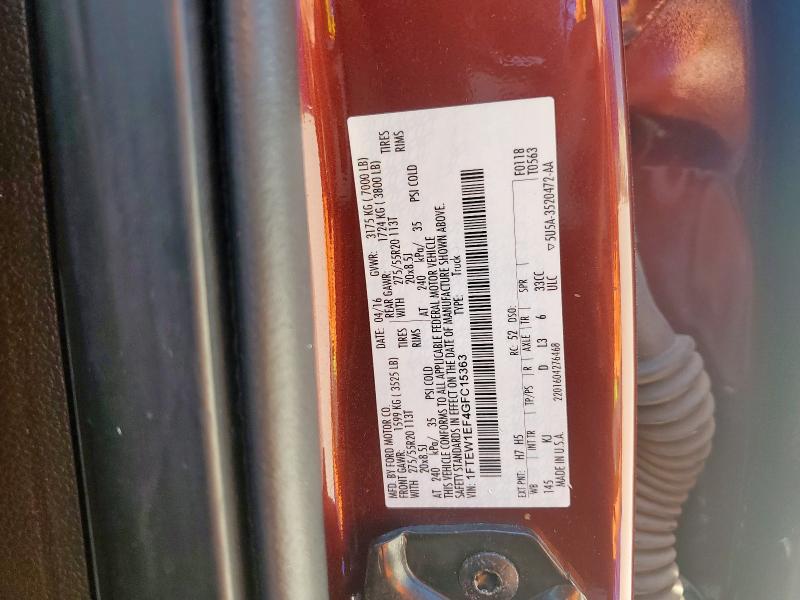 MFD. BY FORD MOTOR CO.
DATE: 04/16 GVWR: 3175 KG ( 7000 LB)
FRONT GAWR: 1599 KG ( 3525 LB) REAR GAWR: 1724 KG ( 3800 LB)
WITH 275/55R20 113T TIRES WITH 275/55R20 113T TIRES
20x8.5J RIMS 20x8.5J RIMS
AT 240 kPa/ 35 PSI COLD AT 240 kPa/ 35 PSI COLD
THIS VEHICLE CONFORMS TO ALL APPLICABLE FEDERAL MOTOR VEHICLE
SAFETY STANDARDS IN EFFECT ON THE DATE OF MANUFACTURE SHOWN ABOVE.
VIN: 1FTEW1EF4GFC15363 TYPE: Truck
F0118
T0563
EXT PNT: H7 H5 RC: 52 DSO:
WB INT TR TP/PS R AXLE TR SPR
145 KJ D L3 6 33CC
ULC
MADE IN U.S.A. 2201604276468
▽5U5A-3520472-AA